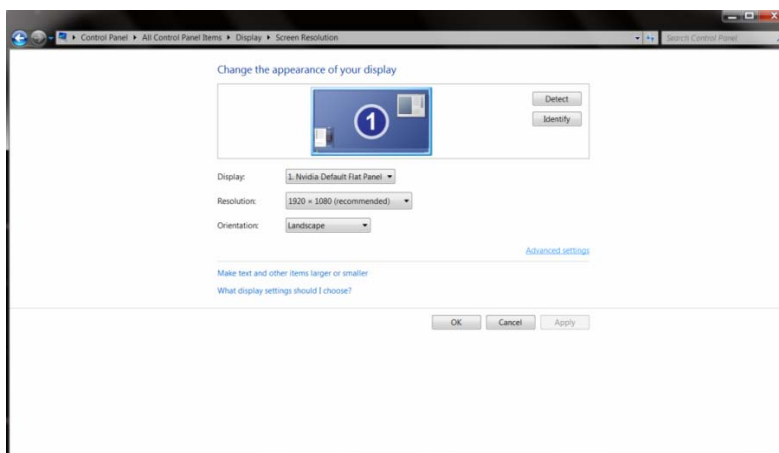 Control Panel ▸ All Control Panel Items ▸ Display ▸ Screen Resolution
Search Control Panel
Change the appearance of your display
1
Detect
Identify
Display: 1. Nvidia Default Flat Panel
Resolution: 1920 × 1080 (recommended)
Orientation: Landscape
Advanced settings
Make text and other items larger or smaller
What display settings should I choose?
OK Cancel Apply